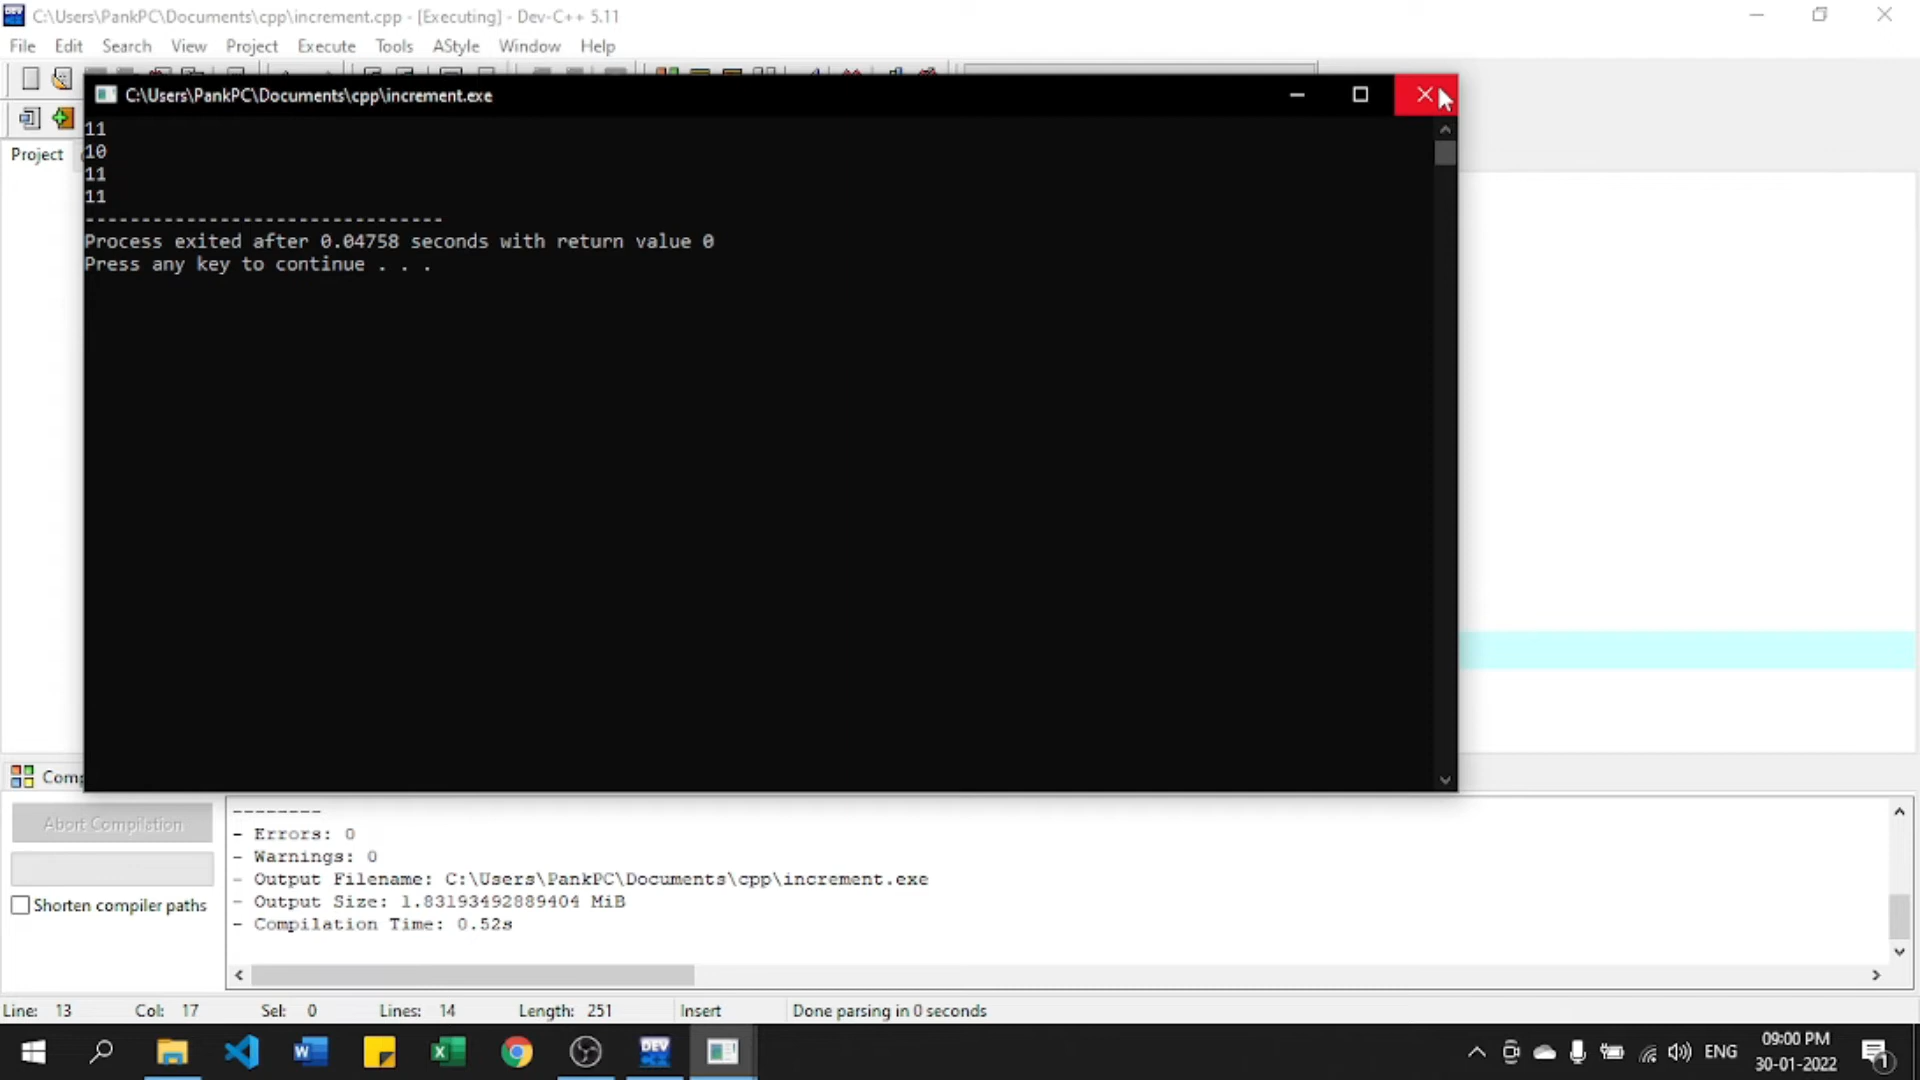 C:\Users\PankPC\Documents\cpp\increment.cpp - [Executing] - Dev-C++ 5.11
File Edit Search View Project Execute Tools AStyle Window Help
C:\Users\PankPC\Documents\cpp\increment.exe
Project
11
10
11
11
--------------------------------
Process exited after 0.04758 seconds with return value 0
Press any key to continue . . .
Comp
Abort Compilation
Shorten compiler paths
--------
- Errors: 0
- Warnings: 0
- Output Filename: C:\Users\PankPC\Documents\cpp\increment.exe
- Output Size: 1.83193492889404 MiB
- Compilation Time: 0.52s
Line: 13 Col: 17 Sel: 0 Lines: 14 Length: 251 Insert Done parsing in 0 seconds
DEV
ENG
09:00 PM
30-01-2022
1